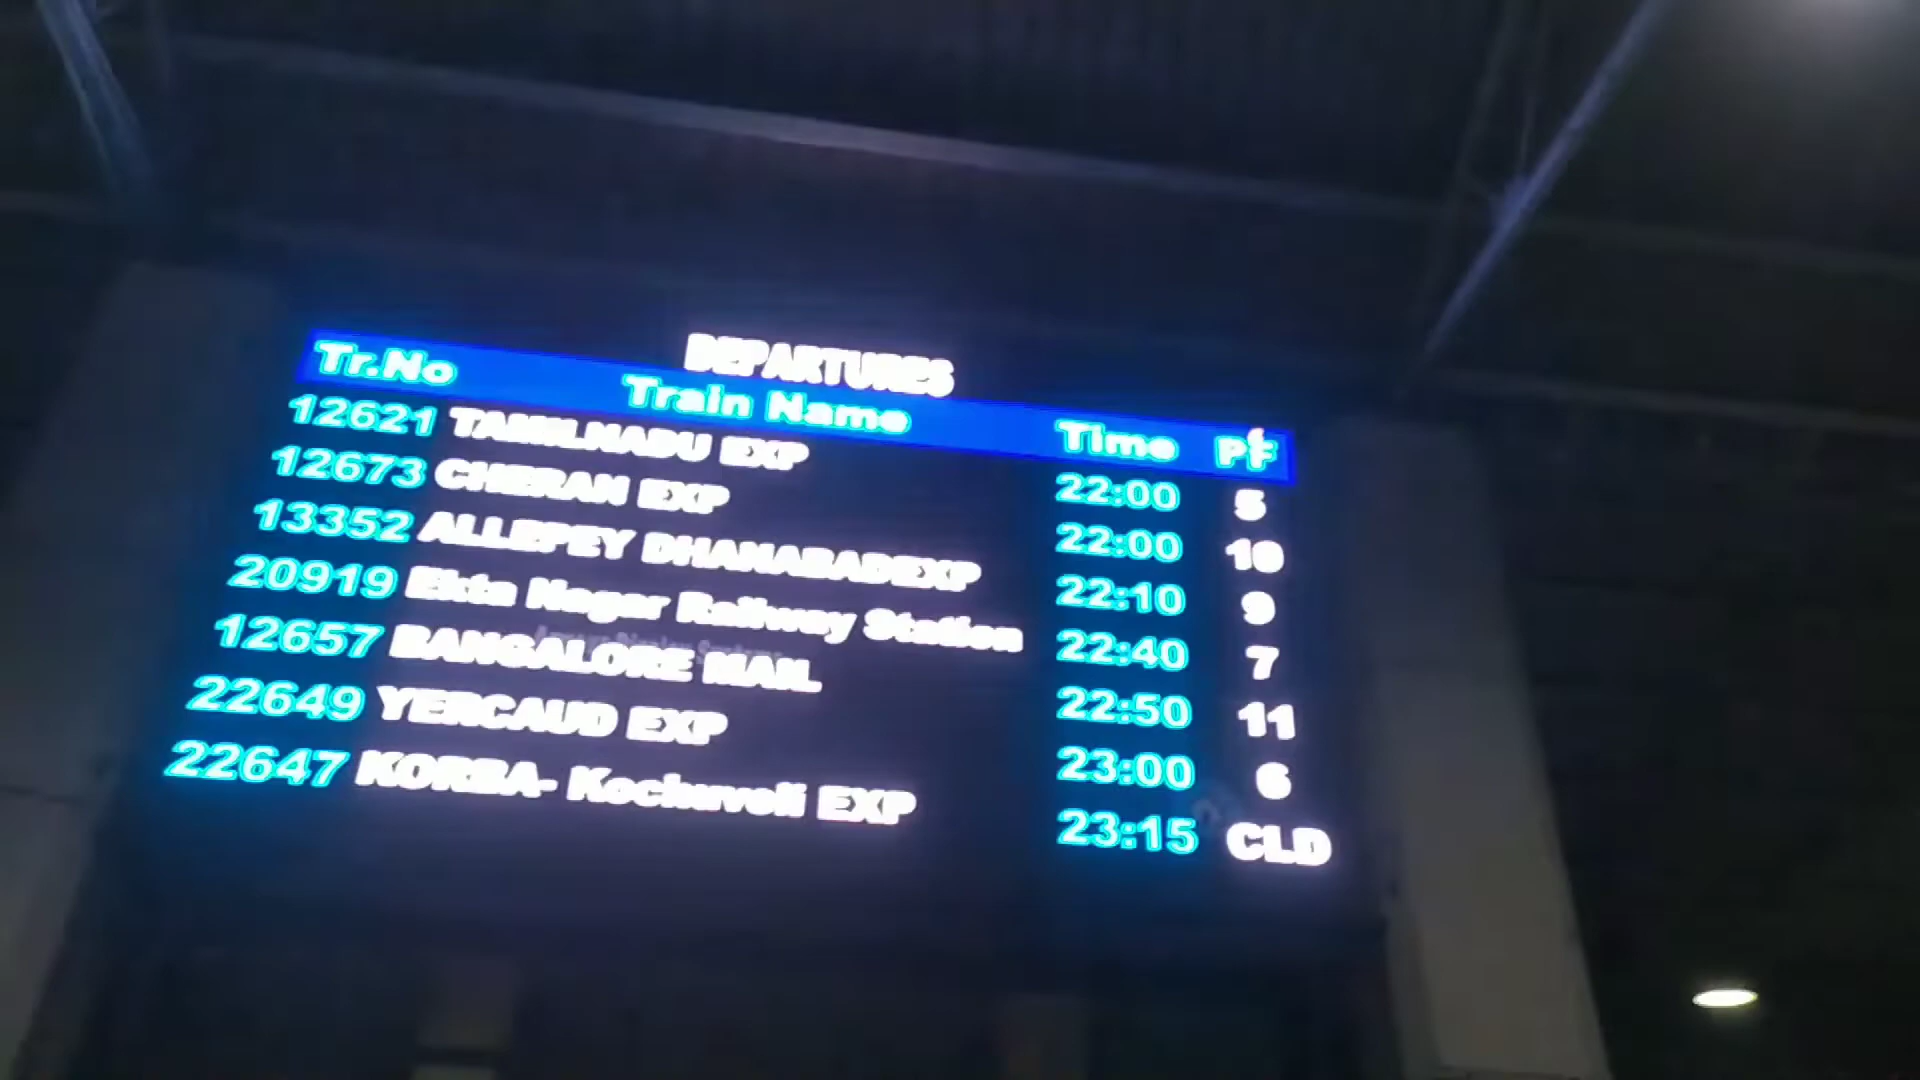 DEPARTURES
Tr.No Train Name Time PF
12621 TAMILNADU EXP 22:00 5
12673 CHERAN EXP 22:00 10
13352 ALLEPEY DHANABADEXP 22:10 9
20919 Ekta Nagar Railway Station 22:40 7
12657 BANGALORE MAIL 22:50 11
22649 YERCAUD EXP 23:00 6
22647 KORBA- Kochuveli EXP 23:15 CLD